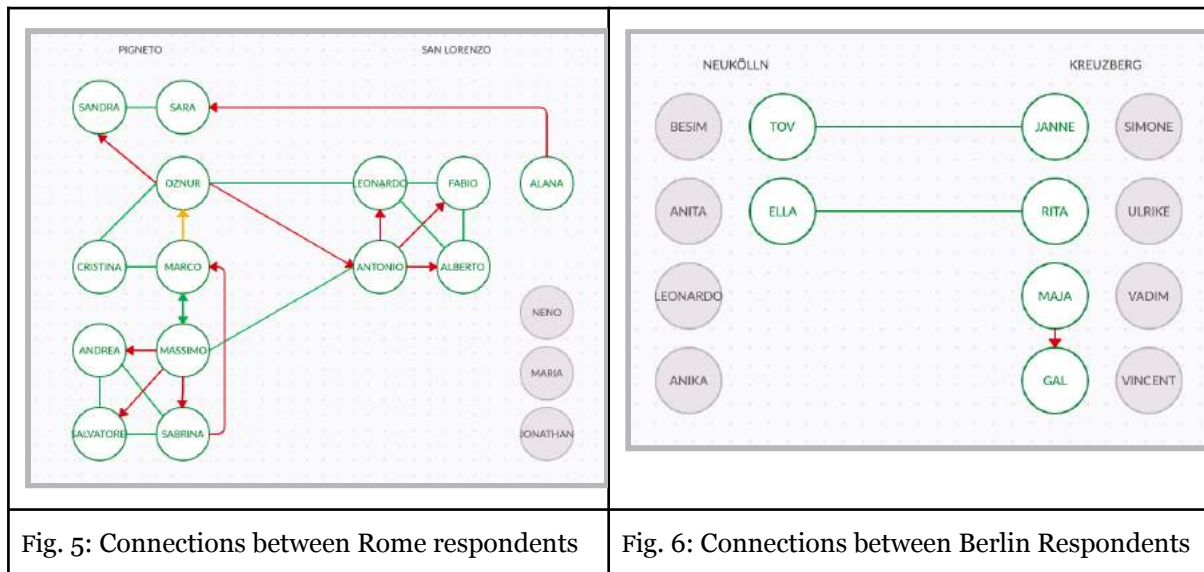 PIGNETO
SAN LORENZO
SANDRA
SARA
OZNUR
LEONARDO
FABIO
ALANA
CRISTINA
MARCO
ANTONIO
ALBERTO
NENO
ANDREA
MASSIMO
MARIA
SALVATORE
SABRINA
JONATHAN
Fig. 5: Connections between Rome respondents
NEUKÖLLN
KREUZBERG
BESIM
TOV
JANNE
SIMONE
ANITA
ELLA
RITA
ULRIKE
LEONARDO
MAJA
VADIM
ANIKA
GAL
VINCENT
Fig. 6: Connections between Berlin Respondents